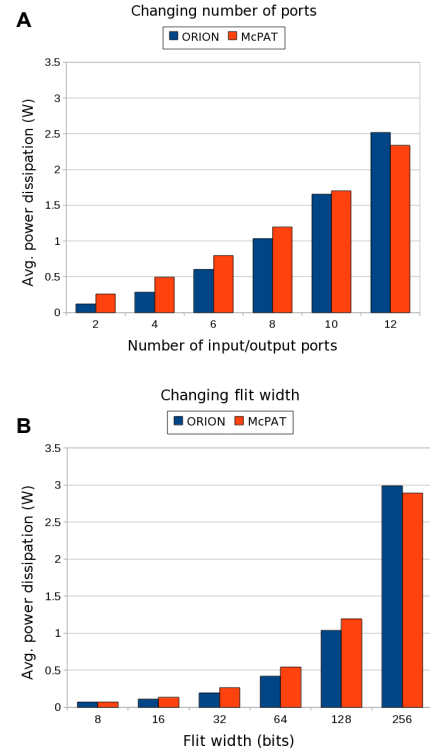 A
Changing number of ports
ORION McPAT
Avg. power dissipation (W)
3.5
3
2.5
2
1.5
1
0.5
0
2 4 6 8 10 12
Number of input/output ports
B
Changing flit width
ORION McPAT
Avg. power dissipation (W)
3.5
3
2.5
2
1.5
1
0.5
0
8 16 32 64 128 256
Flit width (bits)